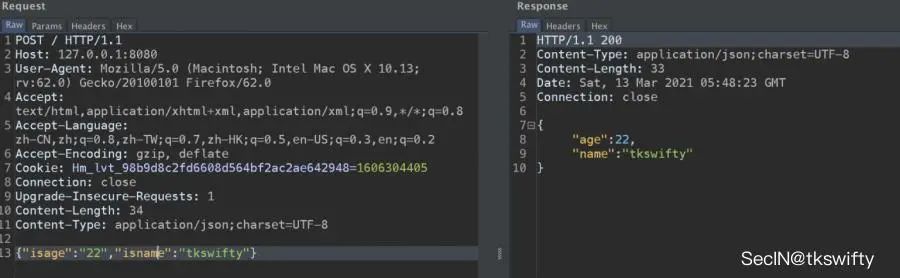 Request
Raw Params Headers Hex
1 POST / HTTP/1.1
2 Host: 127.0.0.1:8080
3 User-Agent: Mozilla/5.0 (Macintosh; Intel Mac OS X 10.13;
rv:62.0) Gecko/20100101 Firefox/62.0
4 Accept:
text/html,application/xhtml+xml,application/xml;q=0.9,*/*;q=0.8
5 Accept-Language:
zh-CN,zh;q=0.8,zh-TW;q=0.7,zh-HK;q=0.5,en-US;q=0.3,en;q=0.2
6 Accept-Encoding: gzip, deflate
7 Cookie: Hm_lvt_98b9d8c2fd6608d564bf2ac2ae642948=1606304405
8 Connection: close
9 Upgrade-Insecure-Requests: 1
10 Content-Length: 34
11 Content-Type: application/json;charset=UTF-8
12
13 {"isage":"22","isname":"tkswifty"}
Response
Raw Headers Hex
1 HTTP/1.1 200
2 Content-Type: application/json;charset=UTF-8
3 Content-Length: 33
4 Date: Sat, 13 Mar 2021 05:48:23 GMT
5 Connection: close
6
7 {
8 "age":22,
9 "name":"tkswifty"
10 }
SecIN@tkswifty